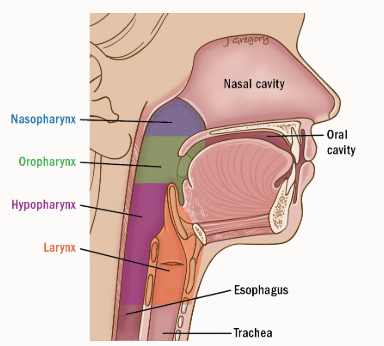 J Gregory
Nasal cavity
Nasopharynx
Oral
cavity
Oropharynx
Hypopharynx
Larynx
Esophagus
Trachea